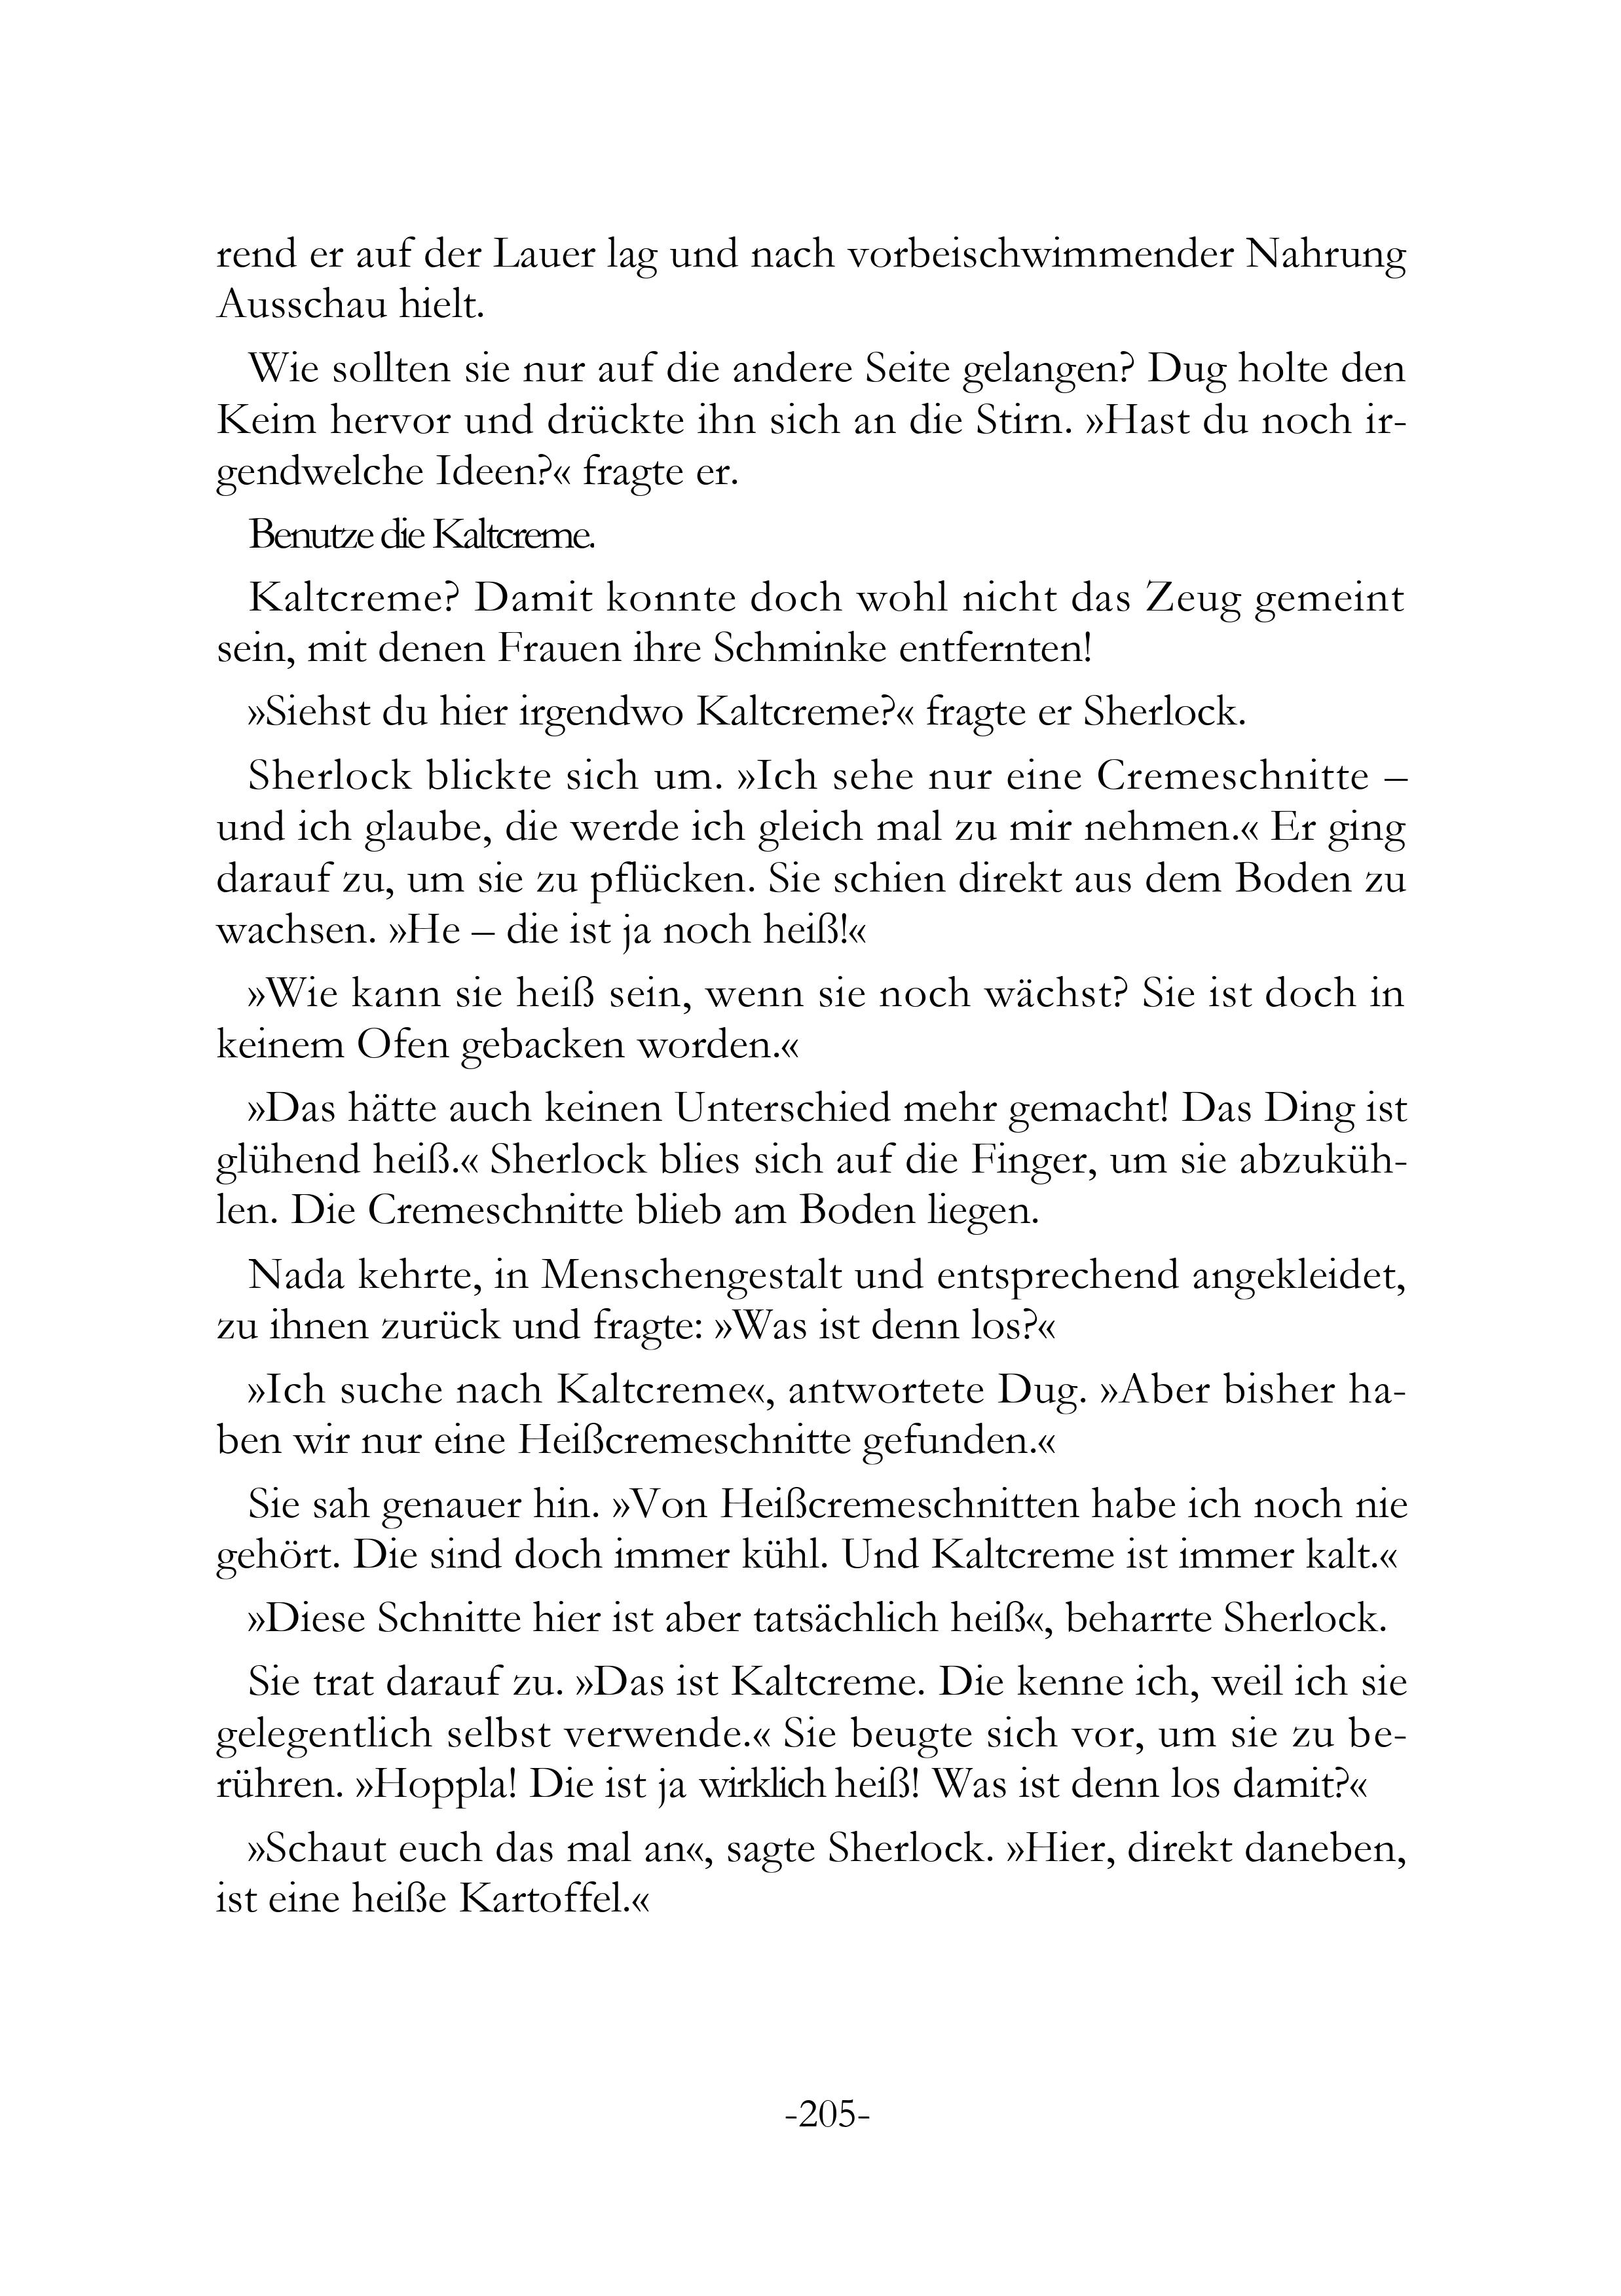 rend er auf der Lauer lag und nach vorbeischwimmender Nahrung
Ausschau hielt.
Wie sollten sie nur auf die andere Seite gelangen? Dug holte den
Keim hervor und drückte ihn sich an die Stirn. »Hast du noch ir-
gendwelche Ideen?« fragte er.
Benutze die Kaltcreme.
Kaltcreme? Damit konnte doch wohl nicht das Zeug gemeint
sein, mit denen Frauen ihre Schminke entfernten!
»Siehst du hier irgendwo Kaltcreme?« fragte er Sherlock.
Sherlock blickte sich um. »Ich sehe nur eine Cremeschnitte –
und ich glaube, die werde ich gleich mal zu mir nehmen.« Er ging
darauf zu, um sie zu pflücken. Sie schien direkt aus dem Boden zu
wachsen. »He – die ist ja noch heiß!«
»Wie kann sie heiß sein, wenn sie noch wächst? Sie ist doch in
keinem Ofen gebacken worden.«
»Das hätte auch keinen Unterschied mehr gemacht! Das Ding ist
glühend heiß.« Sherlock blies sich auf die Finger, um sie abzuküh-
len. Die Cremeschnitte blieb am Boden liegen.
Nada kehrte, in Menschengestalt und entsprechend angekleidet,
zu ihnen zurück und fragte: »Was ist denn los?«
»Ich suche nach Kaltcreme«, antwortete Dug. »Aber bisher ha-
ben wir nur eine Heißcremeschnitte gefunden.«
Sie sah genauer hin. »Von Heißcremeschnitten habe ich noch nie
gehört. Die sind doch immer kühl. Und Kaltcreme ist immer kalt.«
»Diese Schnitte hier ist aber tatsächlich heiß«, beharrte Sherlock.
Sie trat darauf zu. »Das ist Kaltcreme. Die kenne ich, weil ich sie
gelegentlich selbst verwende.« Sie beugte sich vor, um sie zu be-
rühren. »Hoppla! Die ist ja wirklich heiß! Was ist denn los damit?«
»Schaut euch das mal an«, sagte Sherlock. »Hier, direkt daneben,
ist eine heiße Kartoffel.«
-205-